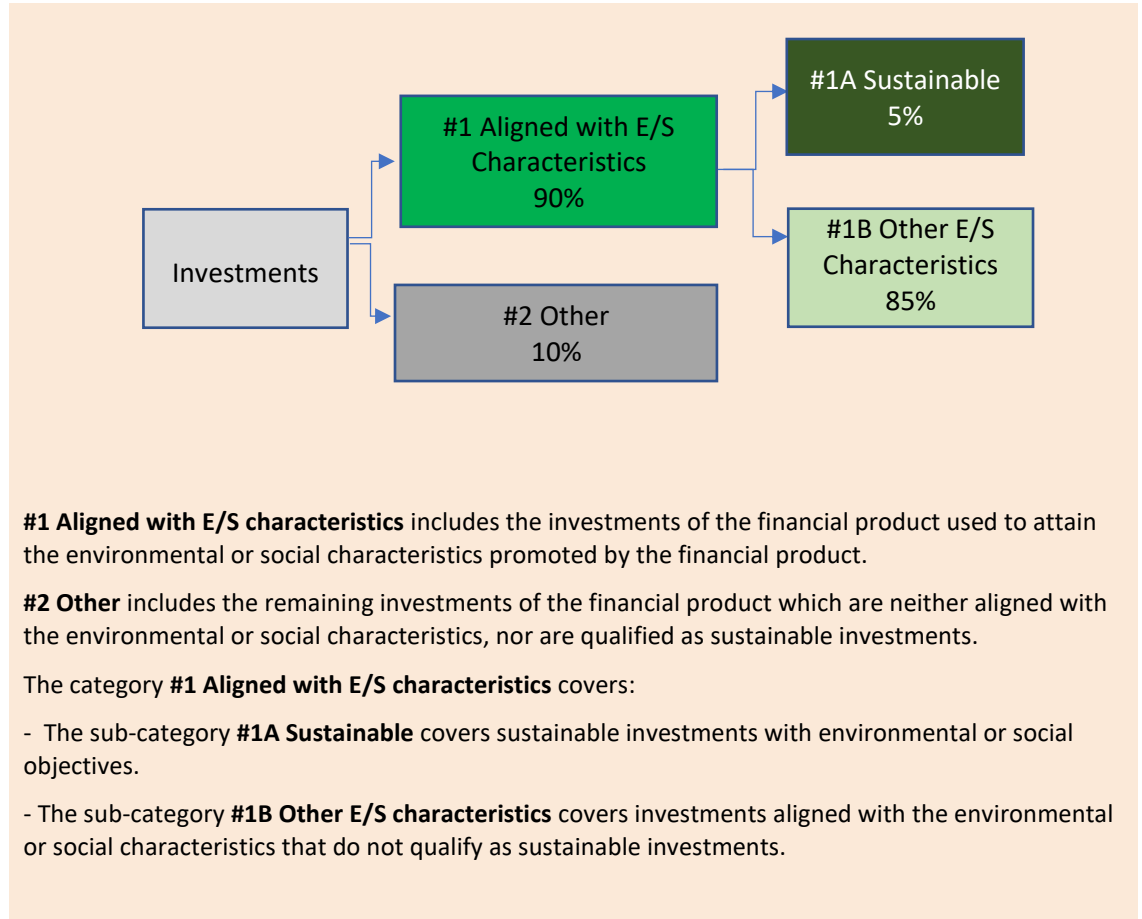 #1A Sustainable
5%
#1 Aligned with E/S
Characteristics
90%
#1B Other E/S
Characteristics
85%
Investments
#2 Other
10%
#1 Aligned with E/S characteristics includes the investments of the financial product used to attain
the environmental or social characteristics promoted by the financial product.
#2 Other includes the remaining investments of the financial product which are neither aligned with
the environmental or social characteristics, nor are qualified as sustainable investments.
The category #1 Aligned with E/S characteristics covers:
- The sub-category #1A Sustainable covers sustainable investments with environmental or social
objectives.
- The sub-category #1B Other E/S characteristics covers investments aligned with the environmental
or social characteristics that do not qualify as sustainable investments.